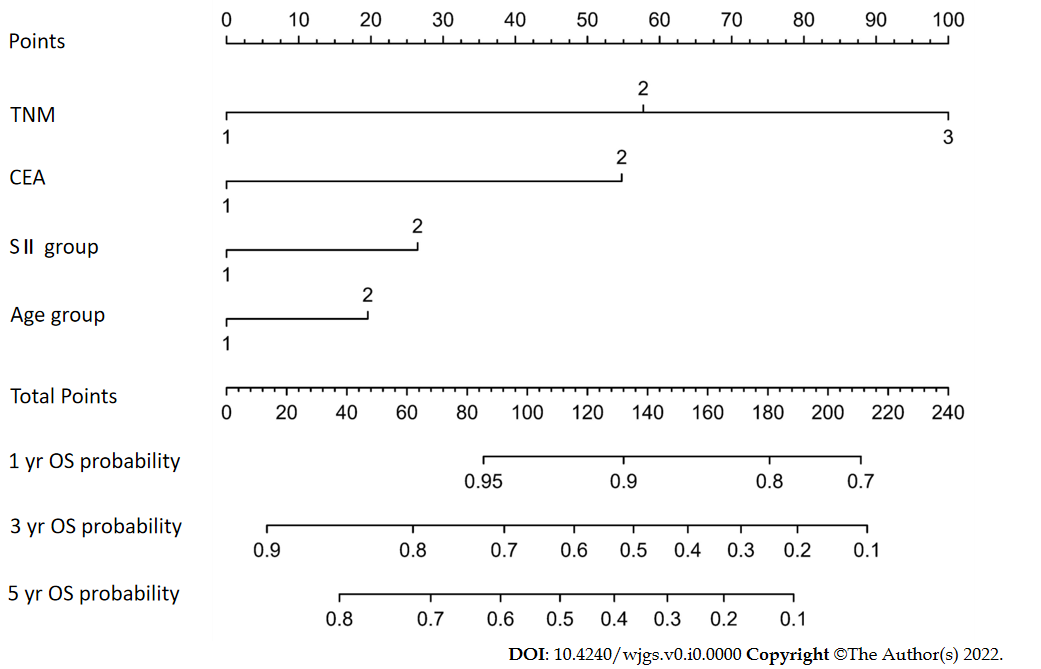 0 10 20 30 40 50 60 70 80 90 100
Points
2
TNM
1 3
2
CEA
1
2
SII group
1
2
Age group
1
Total Points
0 20 40 60 80 100 120 140 160 180 200 220 240
1 yr OS probability
0.95 0.9 0.8 0.7
3 yr OS probability
0.9 0.8 0.7 0.6 0.5 0.4 0.3 0.2 0.1
5 yr OS probability
0.8 0.7 0.6 0.5 0.4 0.3 0.2 0.1
DOI: 10.4240/wjgs.v0.i0.0000 Copyright ©The Author(s) 2022.